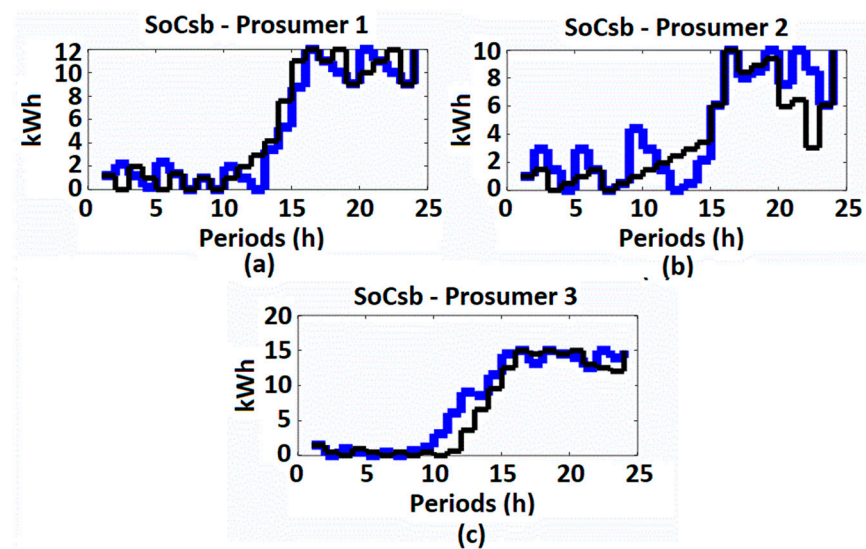 SoCsb - Prosumer 1
12
10
8
6
4
2
0
kWh
0 5 10 15 20 25
Periods (h)
(a)
SoCsb - Prosumer 2
10
8
6
4
2
0
kWh
0 5 10 15 20 25
Periods (h)
(b)
SoCsb - Prosumer 3
20
15
10
5
0
kWh
0 5 10 15 20 25
Periods (h)
(c)